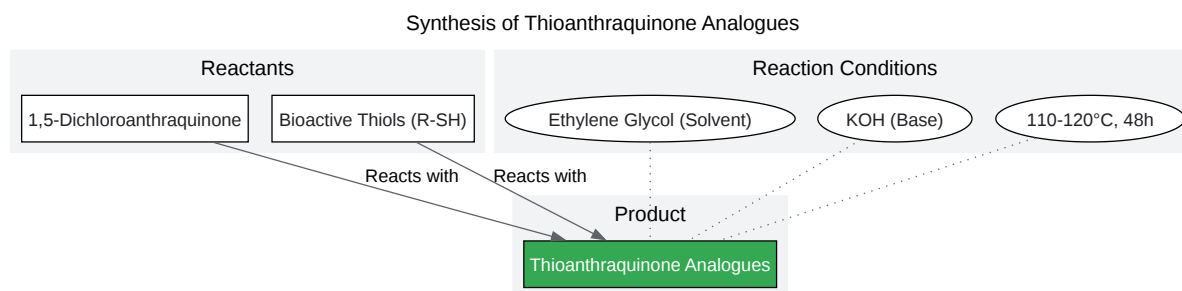 Synthesis of Thioanthraquinone Analogues
Reactants
Reaction Conditions
1,5-Dichloroanthraquinone
Bioactive Thiols (R-SH)
Ethylene Glycol (Solvent)
KOH (Base)
110-120°C, 48h
Reacts with
Reacts with
Product
Thioanthraquinone Analogues